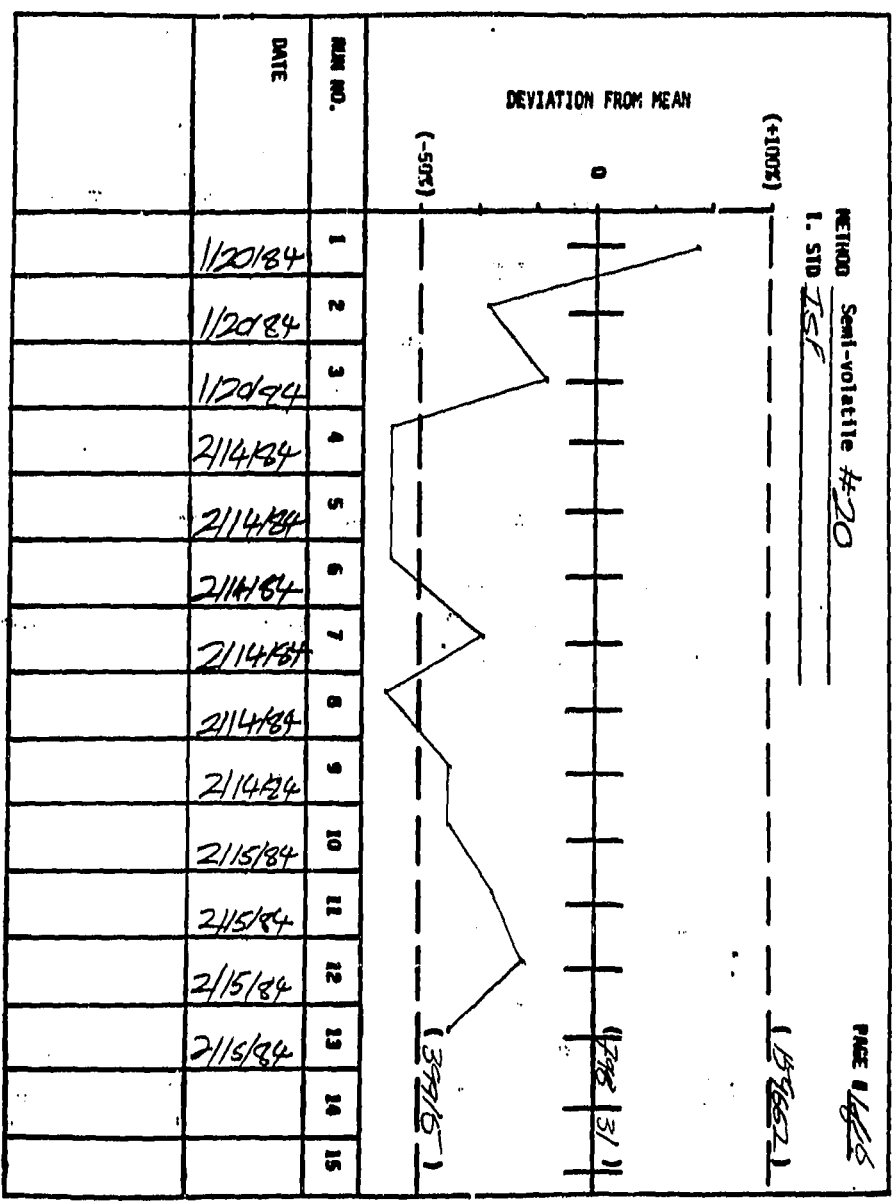 METHOD Semi-volatile #20
I. STD ISF
PAGE #
(+100%)
(159662)
DEVIATION FROM MEAN
0
(79831)
(-50%)
(39915)
RUN NO. 1 2 3 4 5 6 7 8 9 10 11 12 13 14 15
DATE 1/20/84 1/20/84 1/20/84 2/14/84 2/14/84 2/14/84 2/14/84 2/14/84 2/14/84 2/15/84 2/15/84 2/15/84 2/15/84